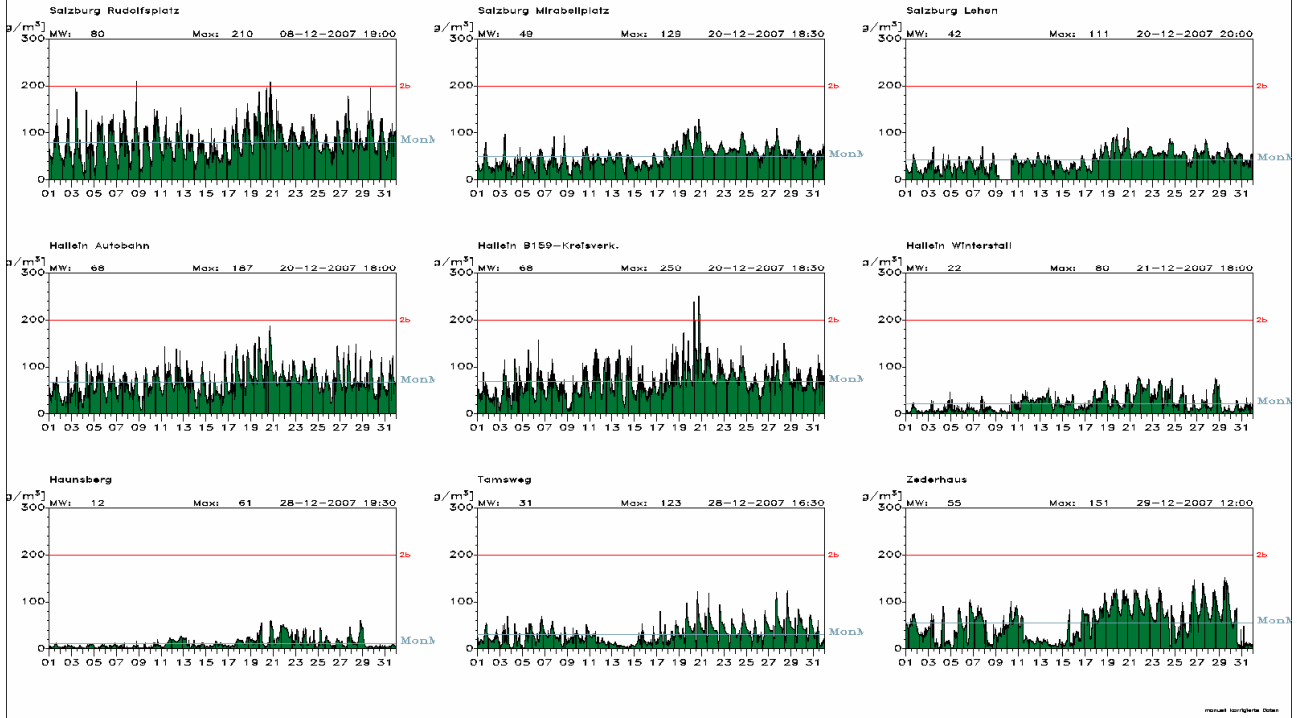 Salzburg Rudolfsplatz
g/m³] MW: 80 Max: 210 08-12-2007 19:00
300
200 2b
100 MonM
0
01 03 05 07 09 11 13 15 17 19 21 23 25 27 29 31
Salzburg Mirabellplatz
g/m³] MW: 49 Max: 129 20-12-2007 18:30
300
200 2b
100 MonM
0
01 03 05 07 09 11 13 15 17 19 21 23 25 27 29 31
Salzburg Lehen
g/m³] MW: 42 Max: 111 20-12-2007 20:00
300
200 2b
100 MonM
0
01 03 05 07 09 11 13 15 17 19 21 23 25 27 29 31
Hallein Autobahn
g/m³] MW: 68 Max: 187 20-12-2007 18:00
300
200 2b
100 MonM
0
01 03 05 07 09 11 13 15 17 19 21 23 25 27 29 31
Hallein B159-Kreisverk.
g/m³] MW: 68 Max: 250 20-12-2007 18:30
300
200 2b
100 MonM
0
01 03 05 07 09 11 13 15 17 19 21 23 25 27 29 31
Hallein Winterstall
g/m³] MW: 22 Max: 80 21-12-2007 18:00
300
200 2b
100 MonM
0
01 03 05 07 09 11 13 15 17 19 21 23 25 27 29 31
Haunsberg
g/m³] MW: 12 Max: 61 28-12-2007 19:30
300
200 2b
100 MonM
0
01 03 05 07 09 11 13 15 17 19 21 23 25 27 29 31
Tamsweg
g/m³] MW: 31 Max: 123 28-12-2007 16:30
300
200 2b
100 MonM
0
01 03 05 07 09 11 13 15 17 19 21 23 25 27 29 31
Zederhaus
g/m³] MW: 55 Max: 151 29-12-2007 12:00
300
200 2b
100 MonM
0
01 03 05 07 09 11 13 15 17 19 21 23 25 27 29 31
manuell korrigierte Daten